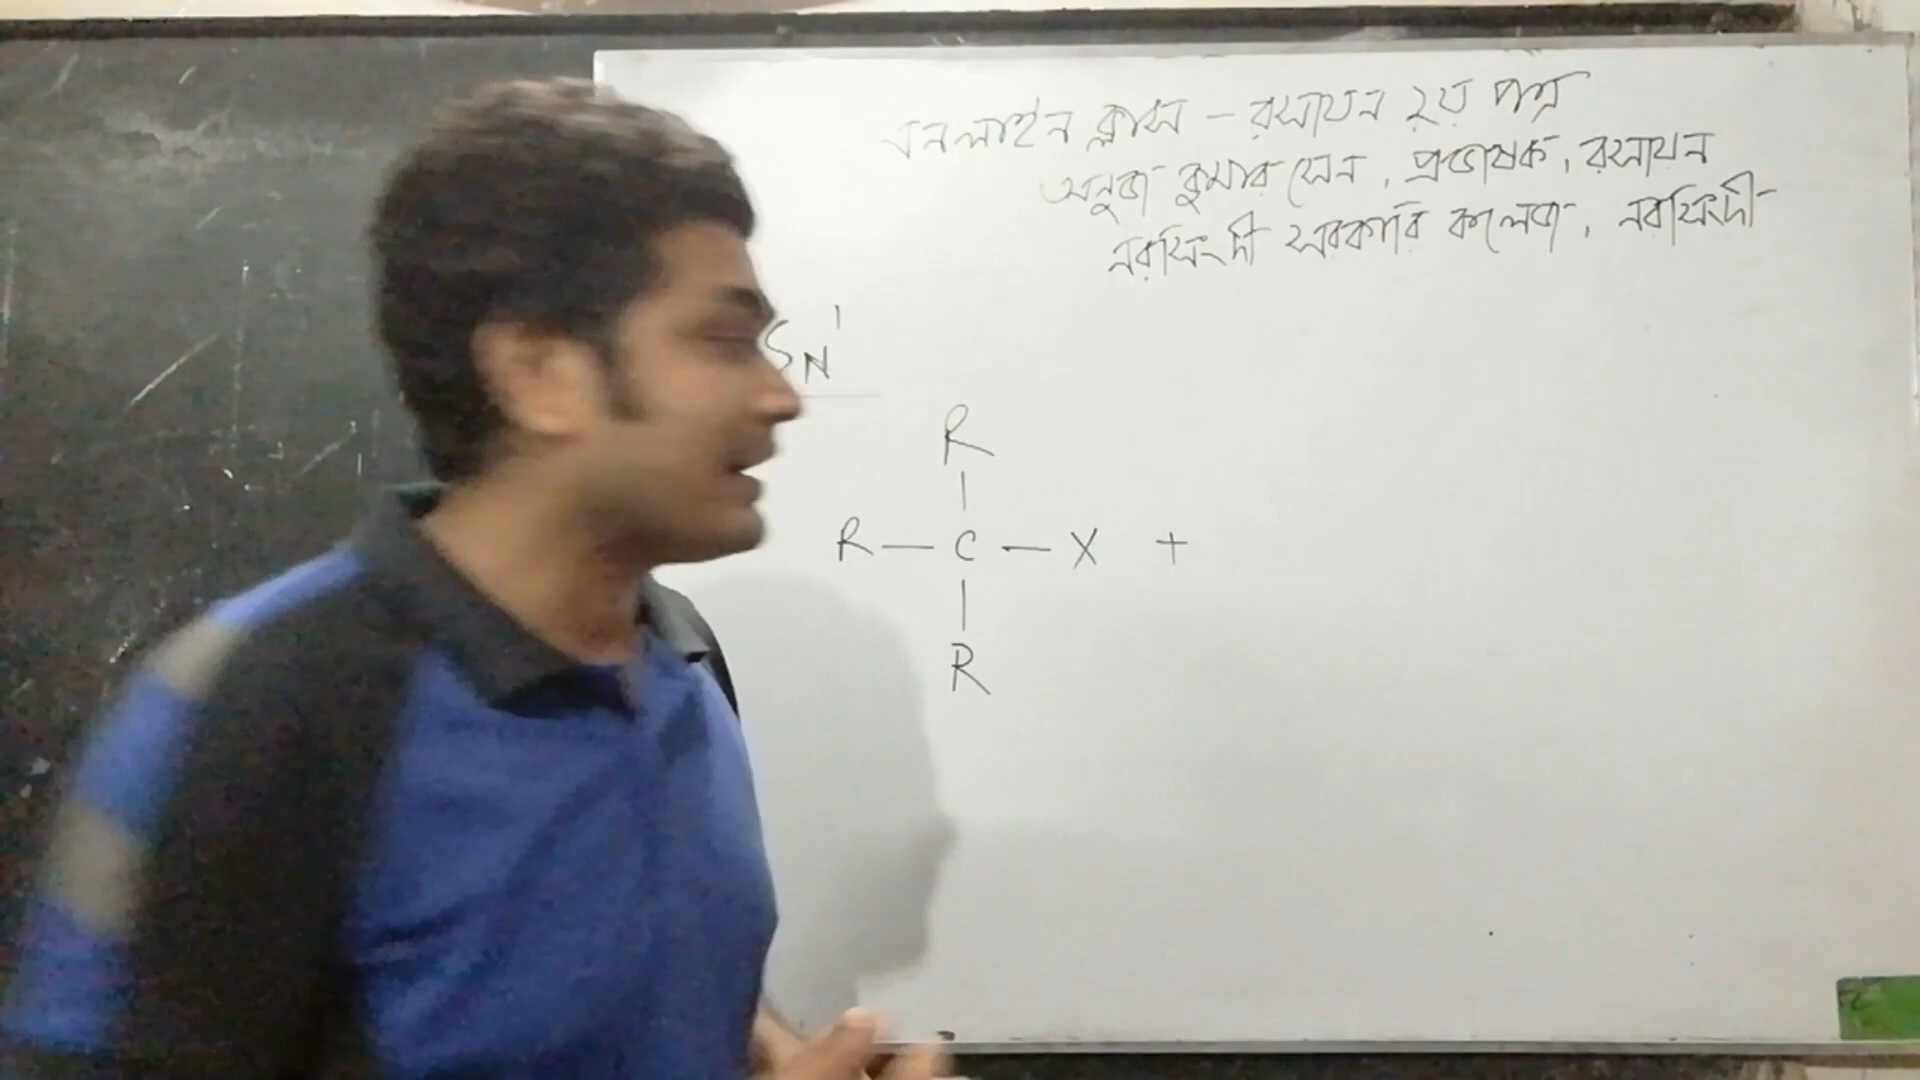 অনলাইন ক্লাস – রসায়ন ২য় পত্র
অনুজ কুমার সেন, প্রভাষক, রসায়ন
নরসিংদী সরকারি কলেজ, নরসিংদী
SN1
R
R — C — X +
R